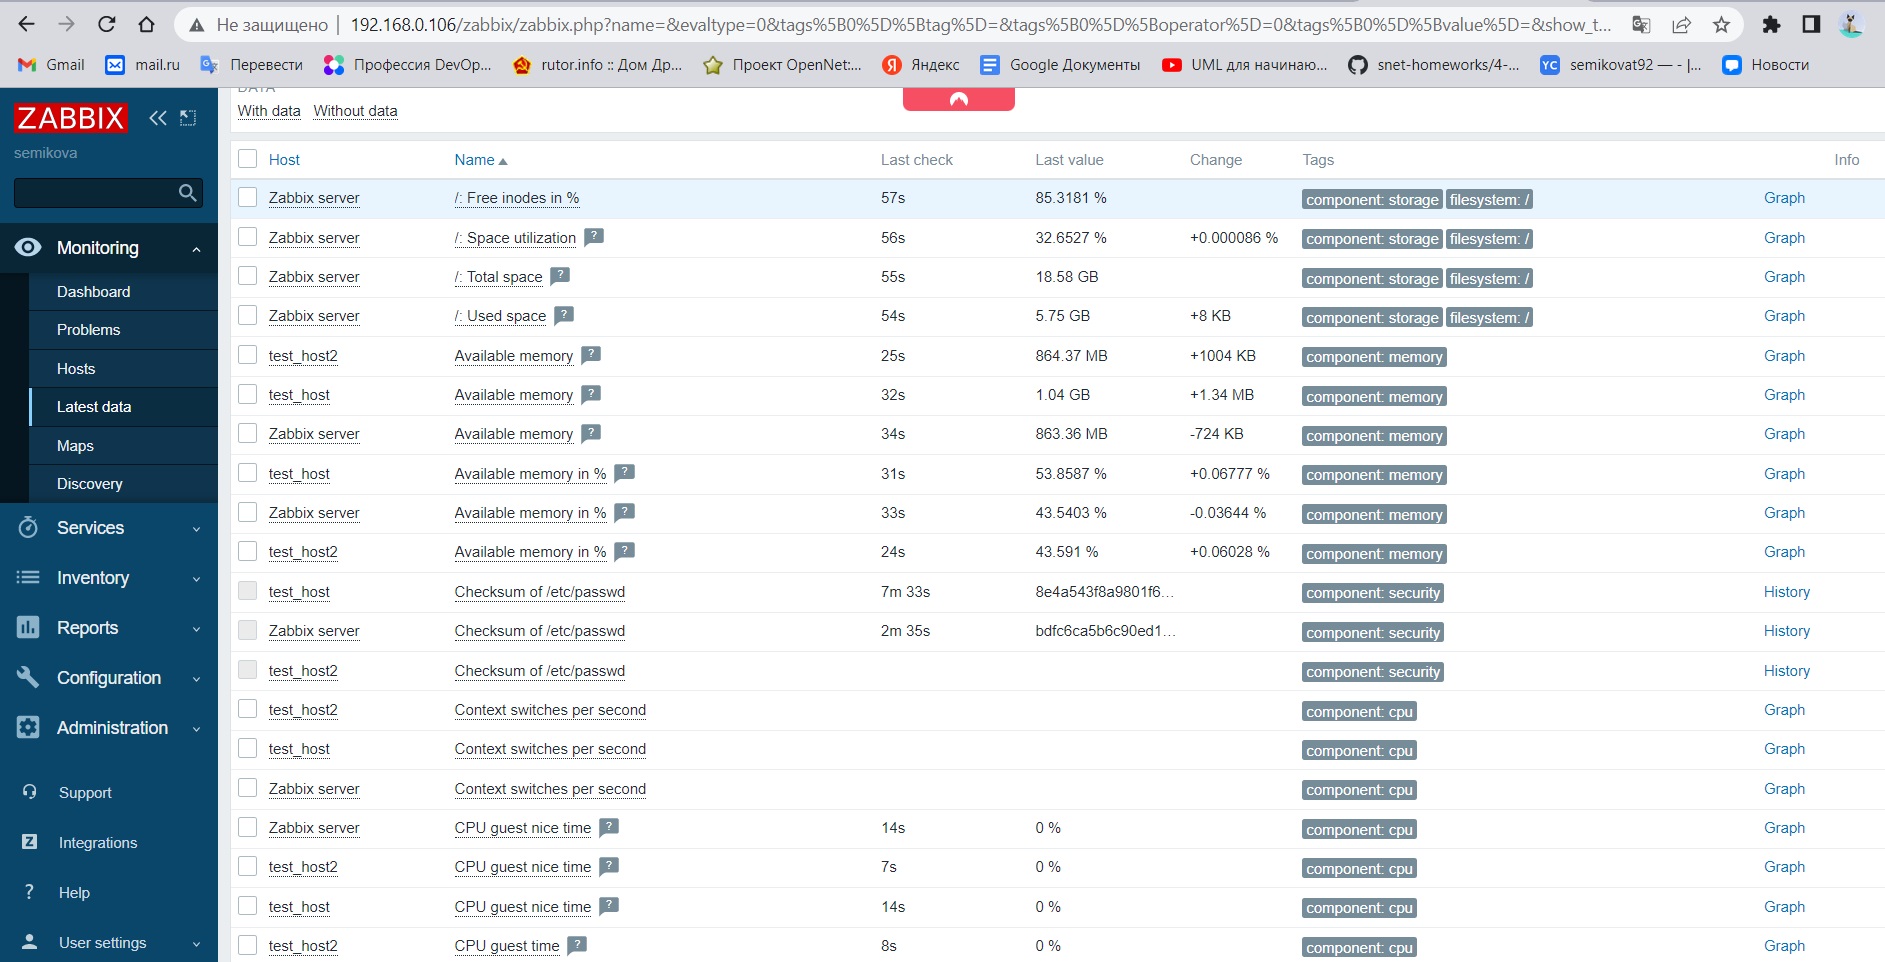 Не защищено | 192.168.0.106/zabbix/zabbix.php?name=&evaltype=0&tags%5B0%5D%5Btag%5D=&tags%5B0%5D%5Boperator%5D=0&tags%5B0%5D%5Bvalue%5D=&show_t...
Gmail mail.ru Перевести Профессия DevOp... rutor.info :: Дом Др... Проект OpenNet:... Яндекс Google Документы UML для начинаю... snet-homeworks/4-... YC semikovat92 — - |... Новости
ZABBIX
semikova
Monitoring
Dashboard
Problems
Hosts
Latest data
Maps
Discovery
Services
Inventory
Reports
Configuration
Administration
Support
Integrations
Help
User settings
DATA
With data Without data
Host Name Last check Last value Change Tags Info
Zabbix server /: Free inodes in % 57s 85.3181 % component: storage filesystem: / Graph
Zabbix server /: Space utilization ? 56s 32.6527 % +0.000086 % component: storage filesystem: / Graph
Zabbix server /: Total space ? 55s 18.58 GB component: storage filesystem: / Graph
Zabbix server /: Used space ? 54s 5.75 GB +8 KB component: storage filesystem: / Graph
test_host2 Available memory ? 25s 864.37 MB +1004 KB component: memory Graph
test_host Available memory ? 32s 1.04 GB +1.34 MB component: memory Graph
Zabbix server Available memory ? 34s 863.36 MB -724 KB component: memory Graph
test_host Available memory in % ? 31s 53.8587 % +0.06777 % component: memory Graph
Zabbix server Available memory in % ? 33s 43.5403 % -0.03644 % component: memory Graph
test_host2 Available memory in % ? 24s 43.591 % +0.06028 % component: memory Graph
test_host Checksum of /etc/passwd 7m 33s 8e4a543f8a9801f6... component: security History
Zabbix server Checksum of /etc/passwd 2m 35s bdfc6ca5b6c90ed1... component: security History
test_host2 Checksum of /etc/passwd component: security History
test_host2 Context switches per second component: cpu Graph
test_host Context switches per second component: cpu Graph
Zabbix server Context switches per second component: cpu Graph
Zabbix server CPU guest nice time ? 14s 0 % component: cpu Graph
test_host2 CPU guest nice time ? 7s 0 % component: cpu Graph
test_host CPU guest nice time ? 14s 0 % component: cpu Graph
test_host2 CPU guest time ? 8s 0 % component: cpu Graph